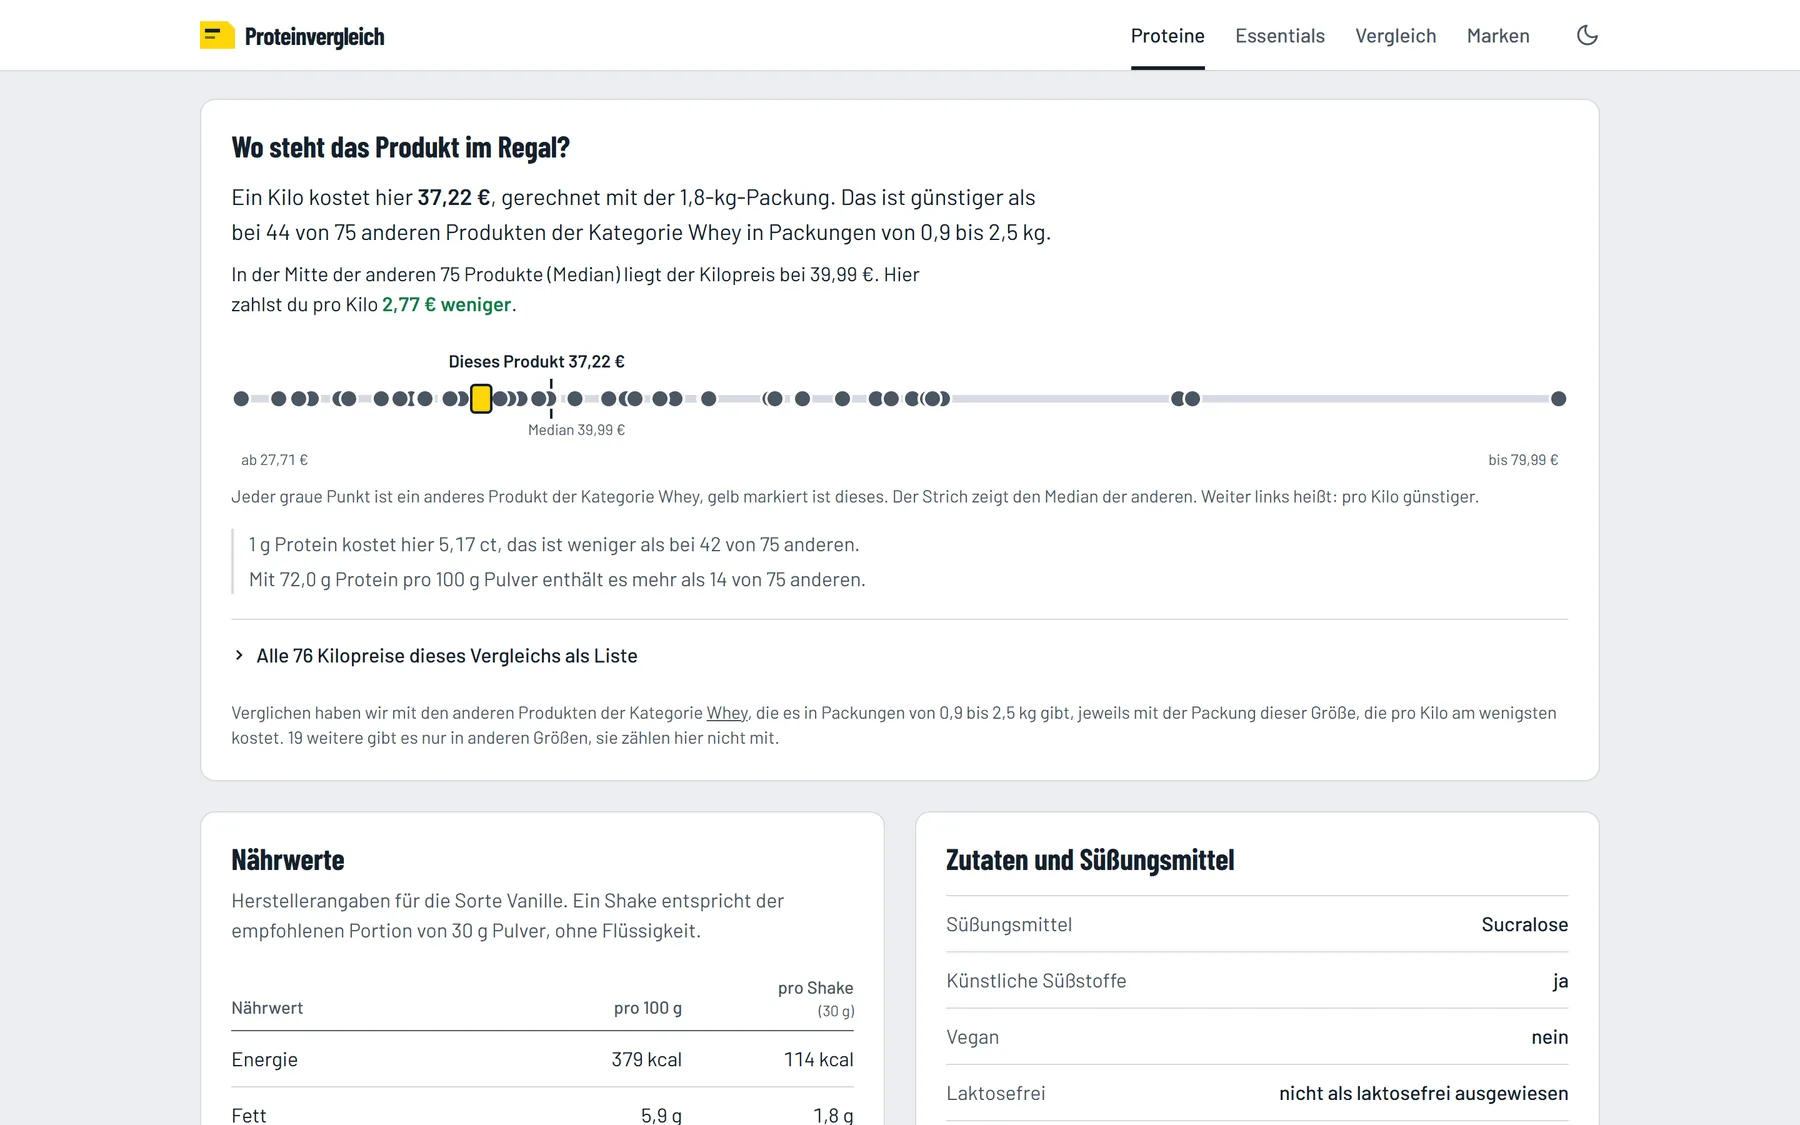 Proteinvergleich
Proteine Essentials Vergleich Marken
Wo steht das Produkt im Regal?
Ein Kilo kostet hier 37,22 €, gerechnet mit der 1,8-kg-Packung. Das ist günstiger als
bei 44 von 75 anderen Produkten der Kategorie Whey in Packungen von 0,9 bis 2,5 kg.
In der Mitte der anderen 75 Produkte (Median) liegt der Kilopreis bei 39,99 €. Hier
zahlst du pro Kilo 2,77 € weniger.
Dieses Produkt 37,22 €
Median 39,99 €
ab 27,71 € bis 79,99 €
Jeder graue Punkt ist ein anderes Produkt der Kategorie Whey, gelb markiert ist dieses. Der Strich zeigt den Median der anderen. Weiter links heißt: pro Kilo günstiger.
1 g Protein kostet hier 5,17 ct, das ist weniger als bei 42 von 75 anderen.
Mit 72,0 g Protein pro 100 g Pulver enthält es mehr als 14 von 75 anderen.
Alle 76 Kilopreise dieses Vergleichs als Liste
Verglichen haben wir mit den anderen Produkten der Kategorie Whey, die es in Packungen von 0,9 bis 2,5 kg gibt, jeweils mit der Packung dieser Größe, die pro Kilo am wenigsten
kostet. 19 weitere gibt es nur in anderen Größen, sie zählen hier nicht mit.
Nährwerte
Herstellerangaben für die Sorte Vanille. Ein Shake entspricht der
empfohlenen Portion von 30 g Pulver, ohne Flüssigkeit.
Nährwert pro 100 g pro Shake
(30 g)
Energie 379 kcal 114 kcal
Fett 5,9 g 1,8 g
Zutaten und Süßungsmittel
Süßungsmittel Sucralose
Künstliche Süßstoffe ja
Vegan nein
Laktosefrei nicht als laktosefrei ausgewiesen